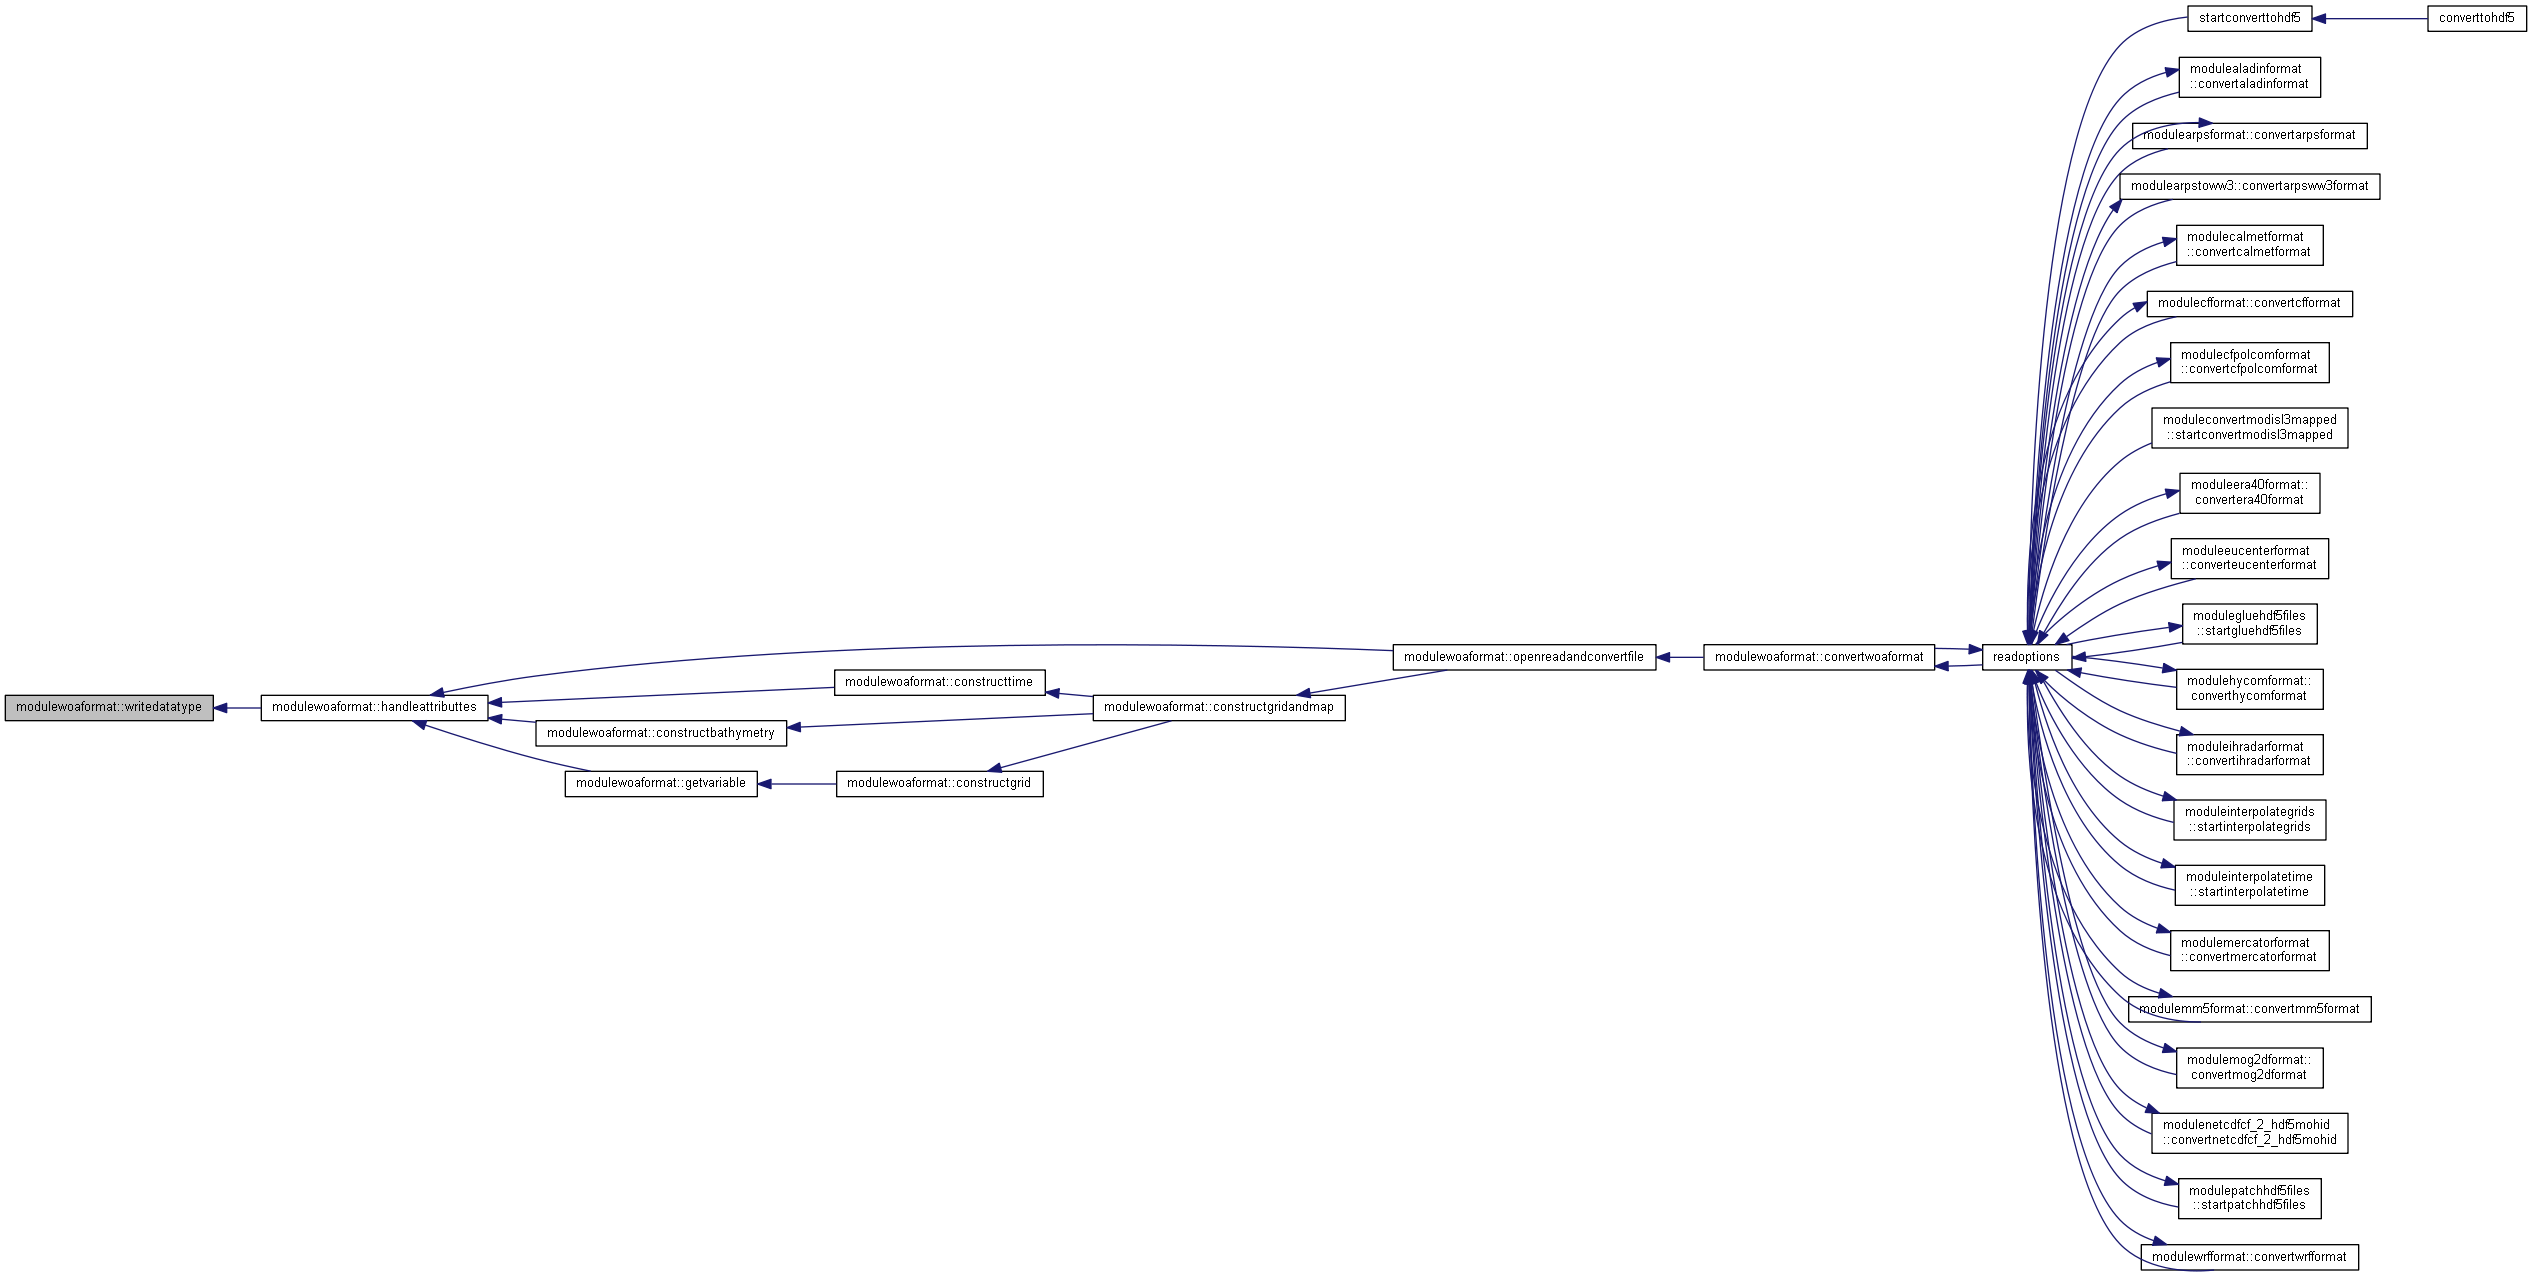 modulewoaformat::writedatatype
modulewoaformat::handleattributtes
modulewoaformat::constructtime
modulewoaformat::constructbathymetry
modulewoaformat::getvariable
modulewoaformat::constructgrid
modulewoaformat::constructgridandmap
modulewoaformat::openreadandconvertfile
modulewoaformat::convertwoaformat
readoptions
startconverttohdf5
converttohdf5
modulealadinformat
::convertaladinformat
modulearpsformat::convertarpsformat
modulearpstoww3::convertarpsww3format
modulecalmetformat
::convertcalmetformat
modulecfformat::convertcfformat
modulecfpolcomformat
::convertcfpolcomformat
moduleconvertmodisl3mapped
::startconvertmodisl3mapped
moduleera40format::
convertera40format
moduleeucenterformat
::converteucenterformat
modulegluehdf5files
::startgluehdf5files
modulehycomformat::
converthycomformat
moduleihradarformat
::convertihradarformat
moduleinterpolategrids
::startinterpolategrids
moduleinterpolatetime
::startinterpolatetime
modulemercatorformat
::convertmercatorformat
modulemm5format::convertmm5format
modulemog2dformat::
convertmog2dformat
modulenetcdfcf_2_hdf5mohid
::convertnetcdfcf_2_hdf5mohid
modulepatchhdf5files
::startpatchhdf5files
modulewrfformat::convertwrfformat